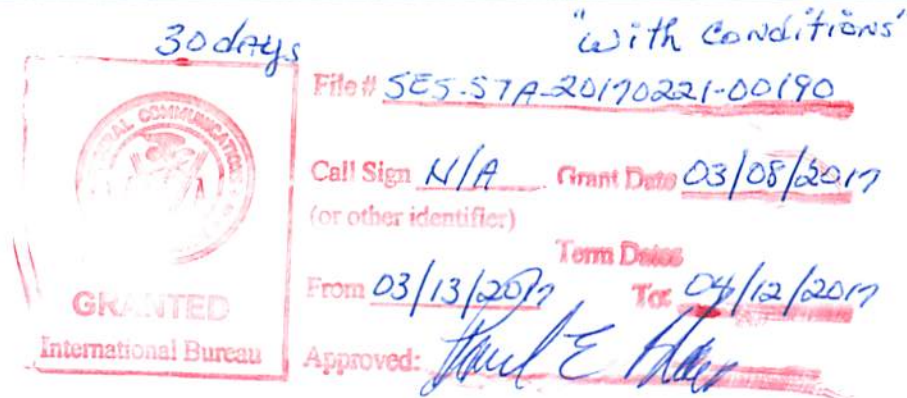 30 days
"with conditions"
File # SES-STA-20170221-00190
Call Sign N/A Grant Date 03/08/2017
(or other identifier)
Term Dates
From 03/13/2017 To: 04/12/2017
Approved: Paul E
GRANTED
International Bureau